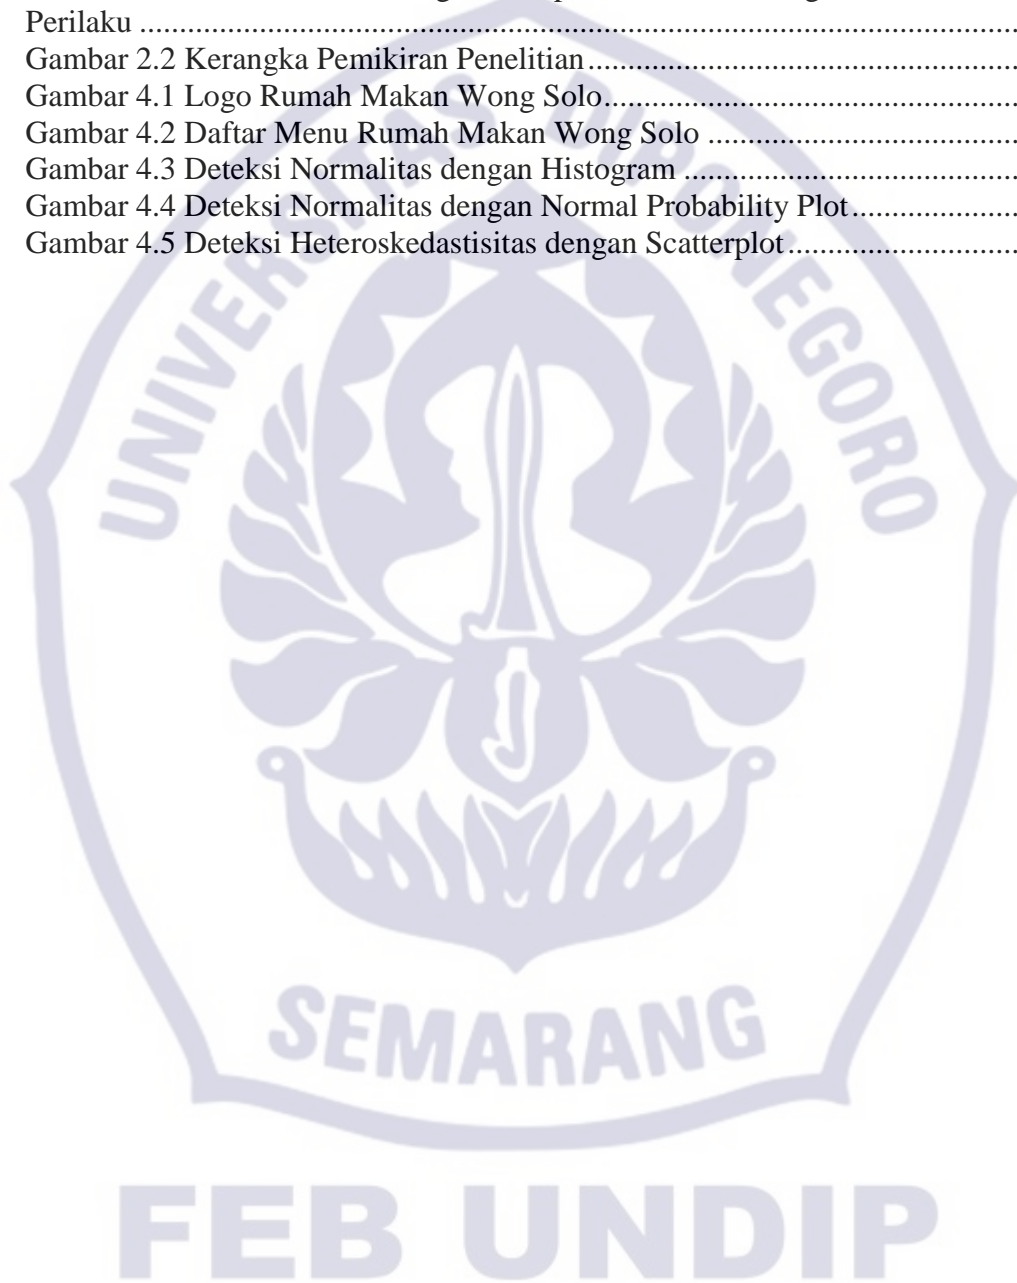 Perilaku ........................................................................................................
Gambar 2.2 Kerangka Pemikiran Penelitian ........................................................
Gambar 4.1 Logo Rumah Makan Wong Solo.....................................................
Gambar 4.2 Daftar Menu Rumah Makan Wong Solo .........................................
Gambar 4.3 Deteksi Normalitas dengan Histogram ............................................
Gambar 4.4 Deteksi Normalitas dengan Normal Probability Plot......................
Gambar 4.5 Deteksi Heteroskedastisitas dengan Scatterplot..............................
UNIVERSITAS DIPONEGORO
SEMARANG
FEB UNDIP